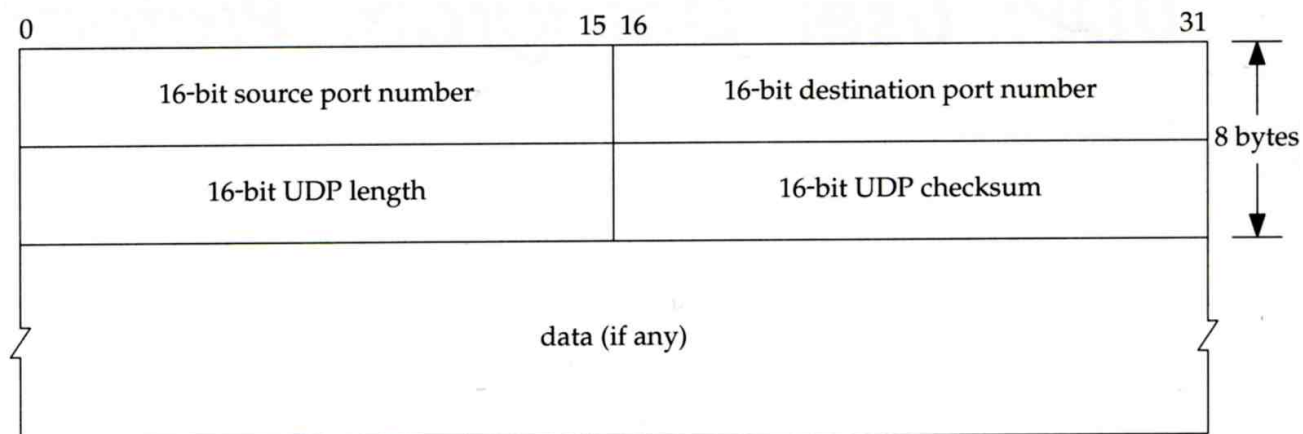 0 15 16 31
16-bit source port number 16-bit destination port number
8 bytes
16-bit UDP length 16-bit UDP checksum
data (if any)